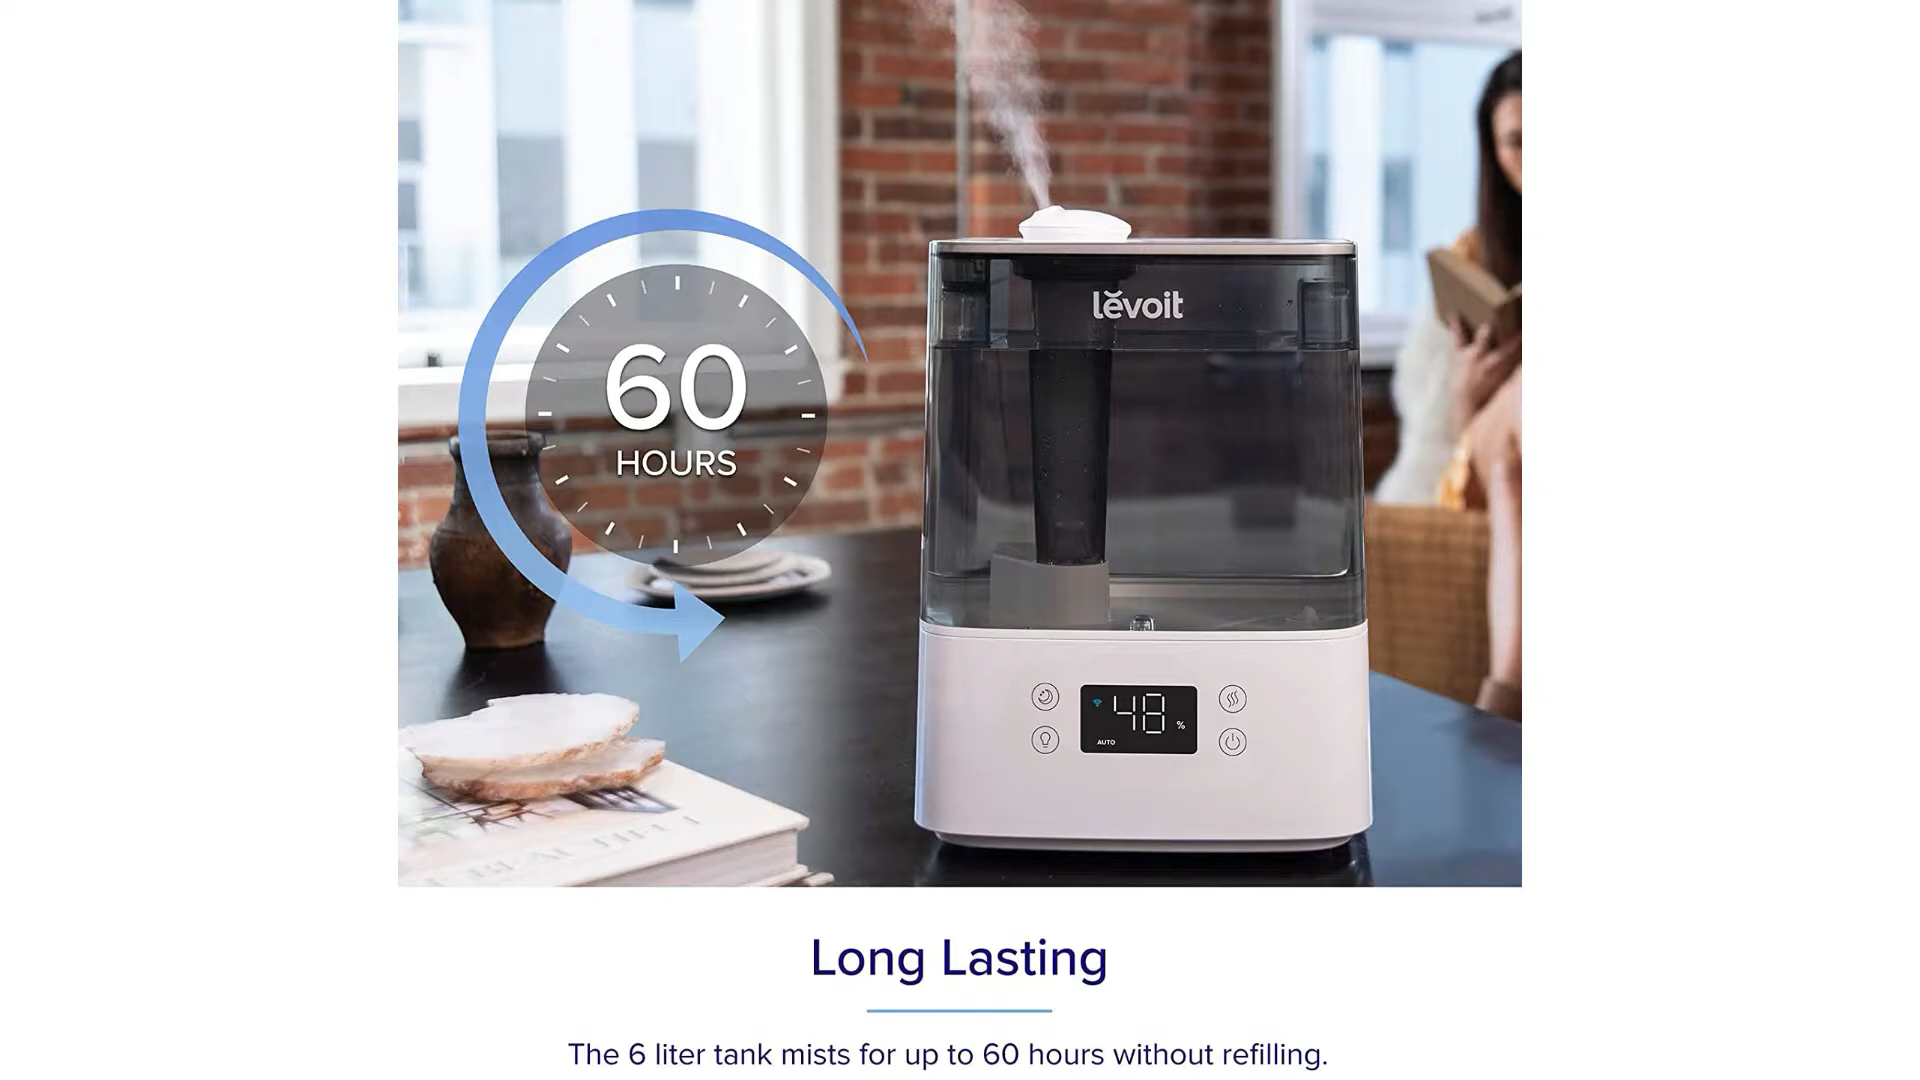 60
HOURS
lĕvoit
48 %
AUTO
Long Lasting
The 6 liter tank mists for up to 60 hours without refilling.